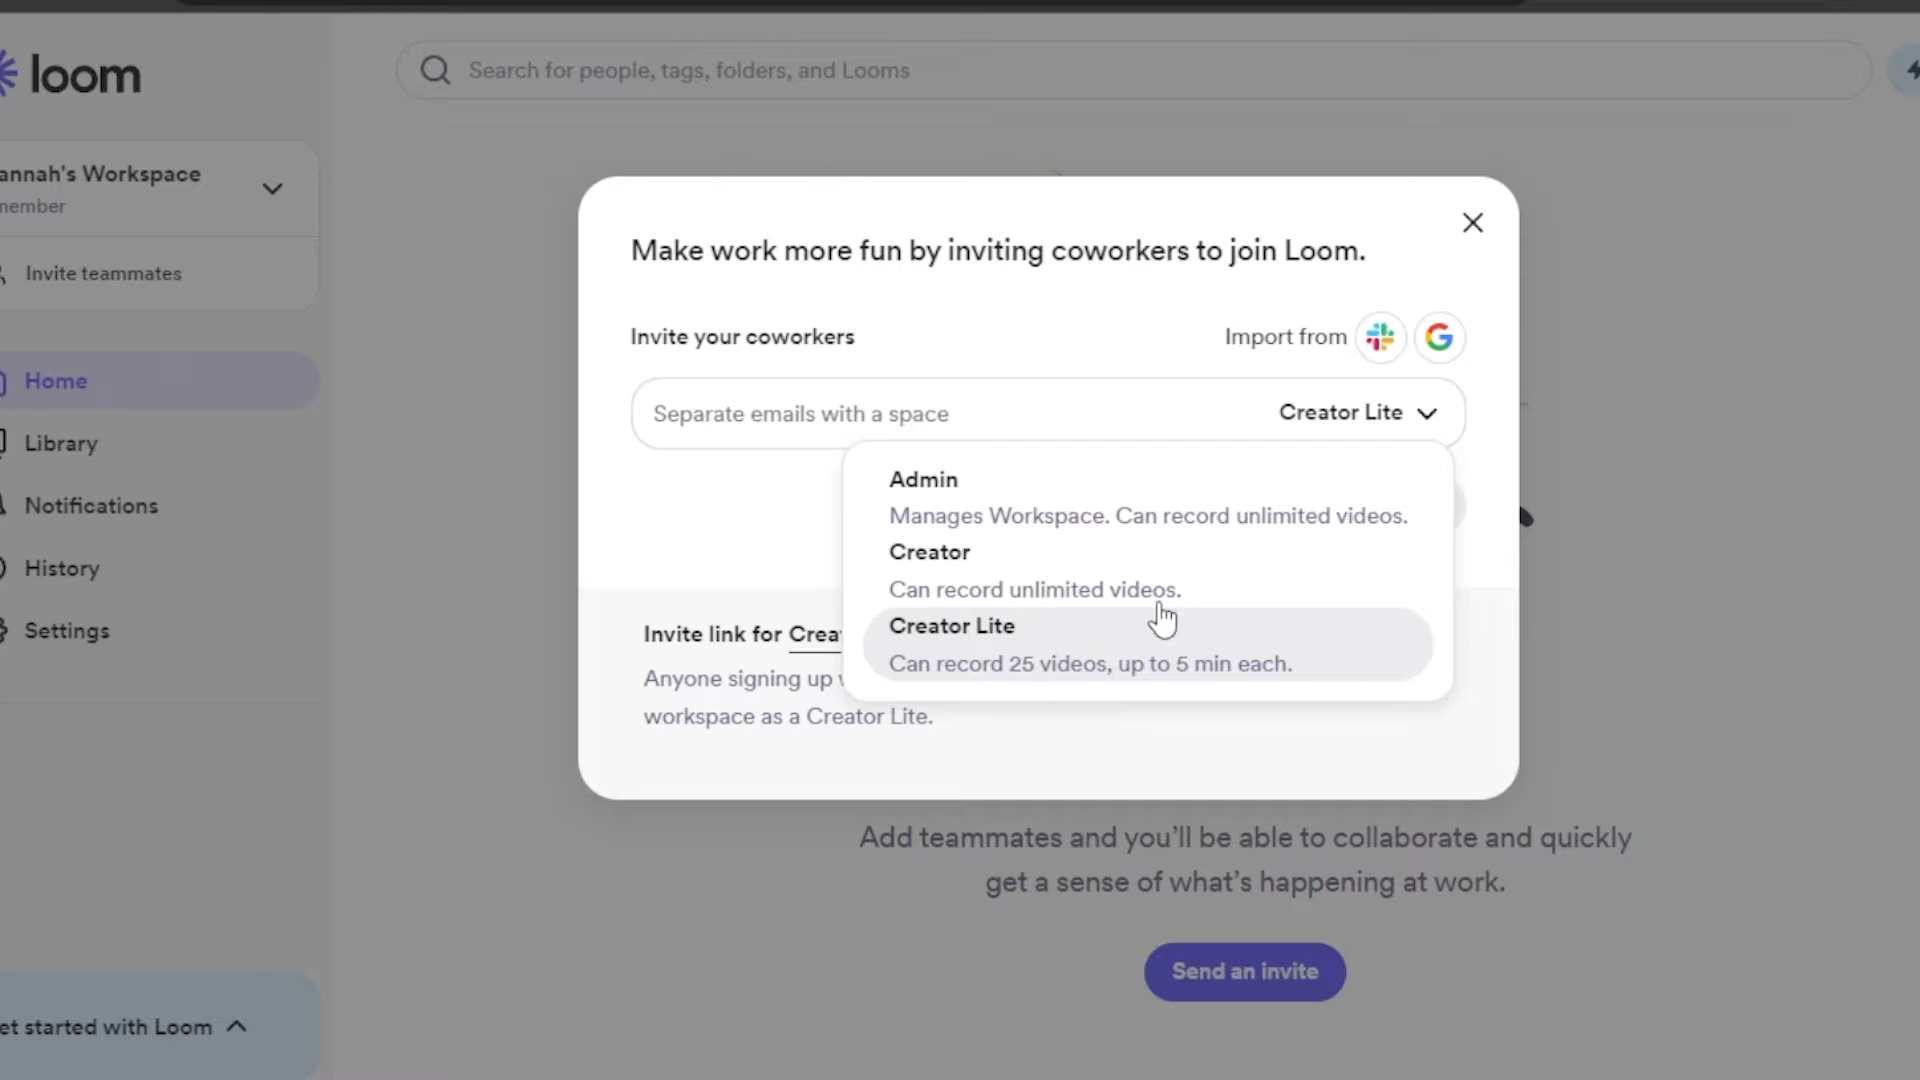 loom
Search for people, tags, folders, and Looms
annah's Workspace
member
Invite teammates
Home
Library
Notifications
History
Settings
et started with Loom
Make work more fun by inviting coworkers to join Loom.
Invite your coworkers
Import from
Separate emails with a space
Creator Lite
Admin
Manages Workspace. Can record unlimited videos.
Creator
Can record unlimited videos.
Creator Lite
Can record 25 videos, up to 5 min each.
Invite link for Crea
Anyone signing up
workspace as a Creator Lite.
Add teammates and you’ll be able to collaborate and quickly
get a sense of what’s happening at work.
Send an invite